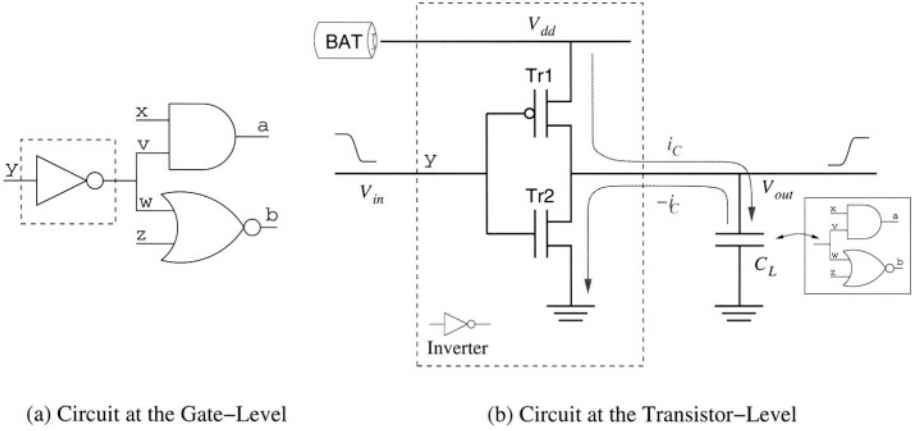 V_dd
BAT
Tr1
x
a
v
y
y
i_C
V_in
V_out
w
Tr2
-i_C
b
z
x
a
v
w
b
z
C_L
Inverter
(a) Circuit at the Gate-Level
(b) Circuit at the Transistor-Level